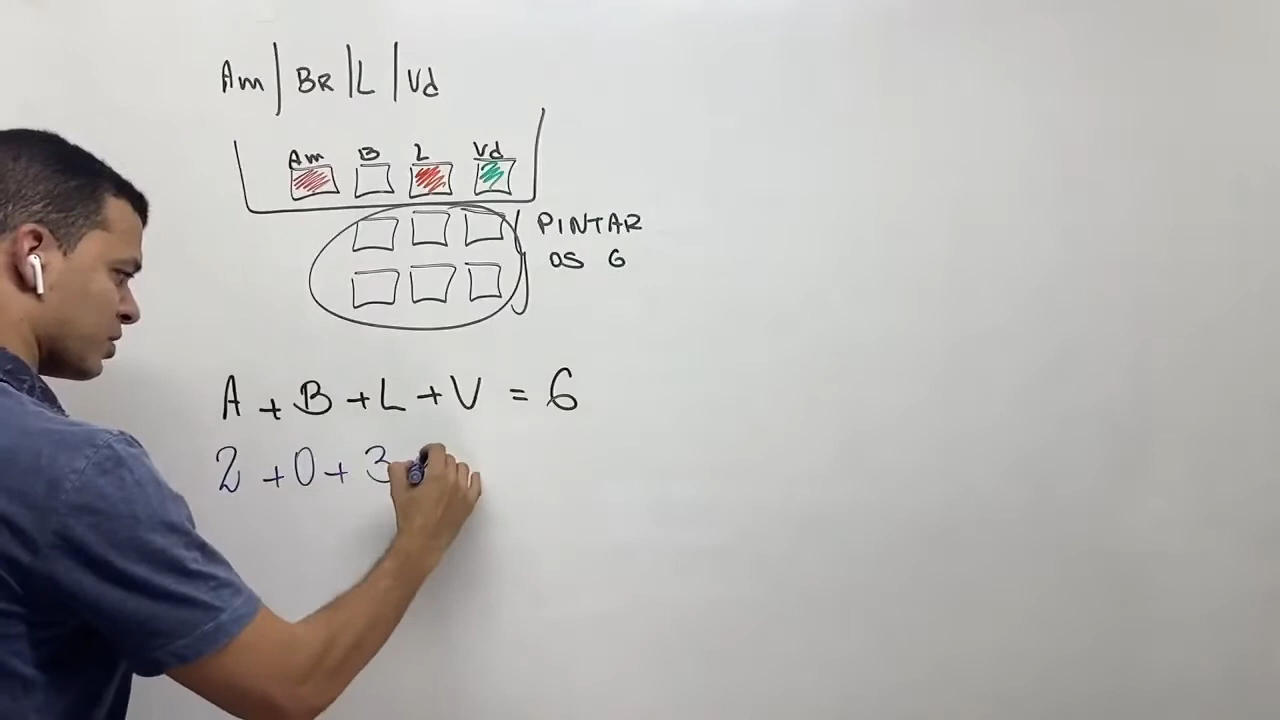 Am | BR | L | Vd
Am B L Vd
PINTAR
OS 6
A + B + L + V = 6
2 + 0 + 3